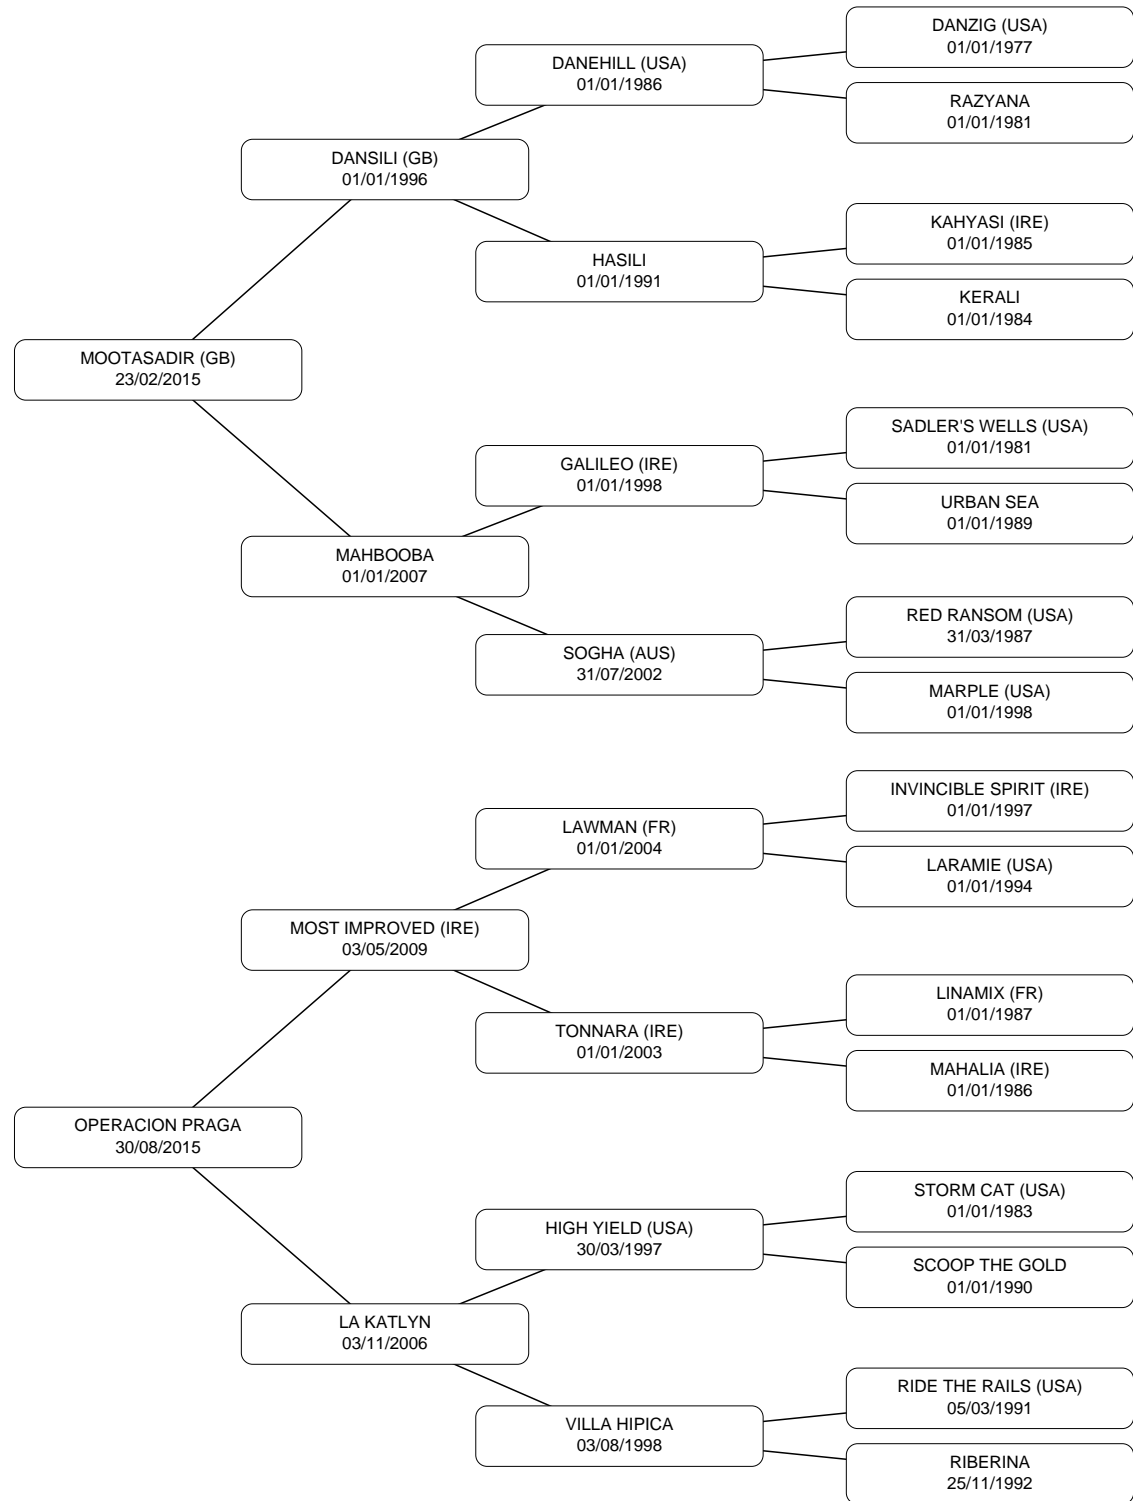 DANZIG (USA)
01/01/1977
DANEHILL (USA)
01/01/1986
RAZYANA
01/01/1981
DANSILI (GB)
01/01/1996
KAHYASI (IRE)
01/01/1985
HASILI
01/01/1991
KERALI
01/01/1984
MOOTASADIR (GB)
23/02/2015
SADLER'S WELLS (USA)
01/01/1981
GALILEO (IRE)
01/01/1998
URBAN SEA
01/01/1989
MAHBOOBA
01/01/2007
RED RANSOM (USA)
31/03/1987
SOGHA (AUS)
31/07/2002
MARPLE (USA)
01/01/1998
INVINCIBLE SPIRIT (IRE)
01/01/1997
LAWMAN (FR)
01/01/2004
LARAMIE (USA)
01/01/1994
MOST IMPROVED (IRE)
03/05/2009
LINAMIX (FR)
01/01/1987
TONNARA (IRE)
01/01/2003
MAHALIA (IRE)
01/01/1986
OPERACION PRAGA
30/08/2015
STORM CAT (USA)
01/01/1983
HIGH YIELD (USA)
30/03/1997
SCOOP THE GOLD
01/01/1990
LA KATLYN
03/11/2006
RIDE THE RAILS (USA)
05/03/1991
VILLA HIPICA
03/08/1998
RIBERINA
25/11/1992